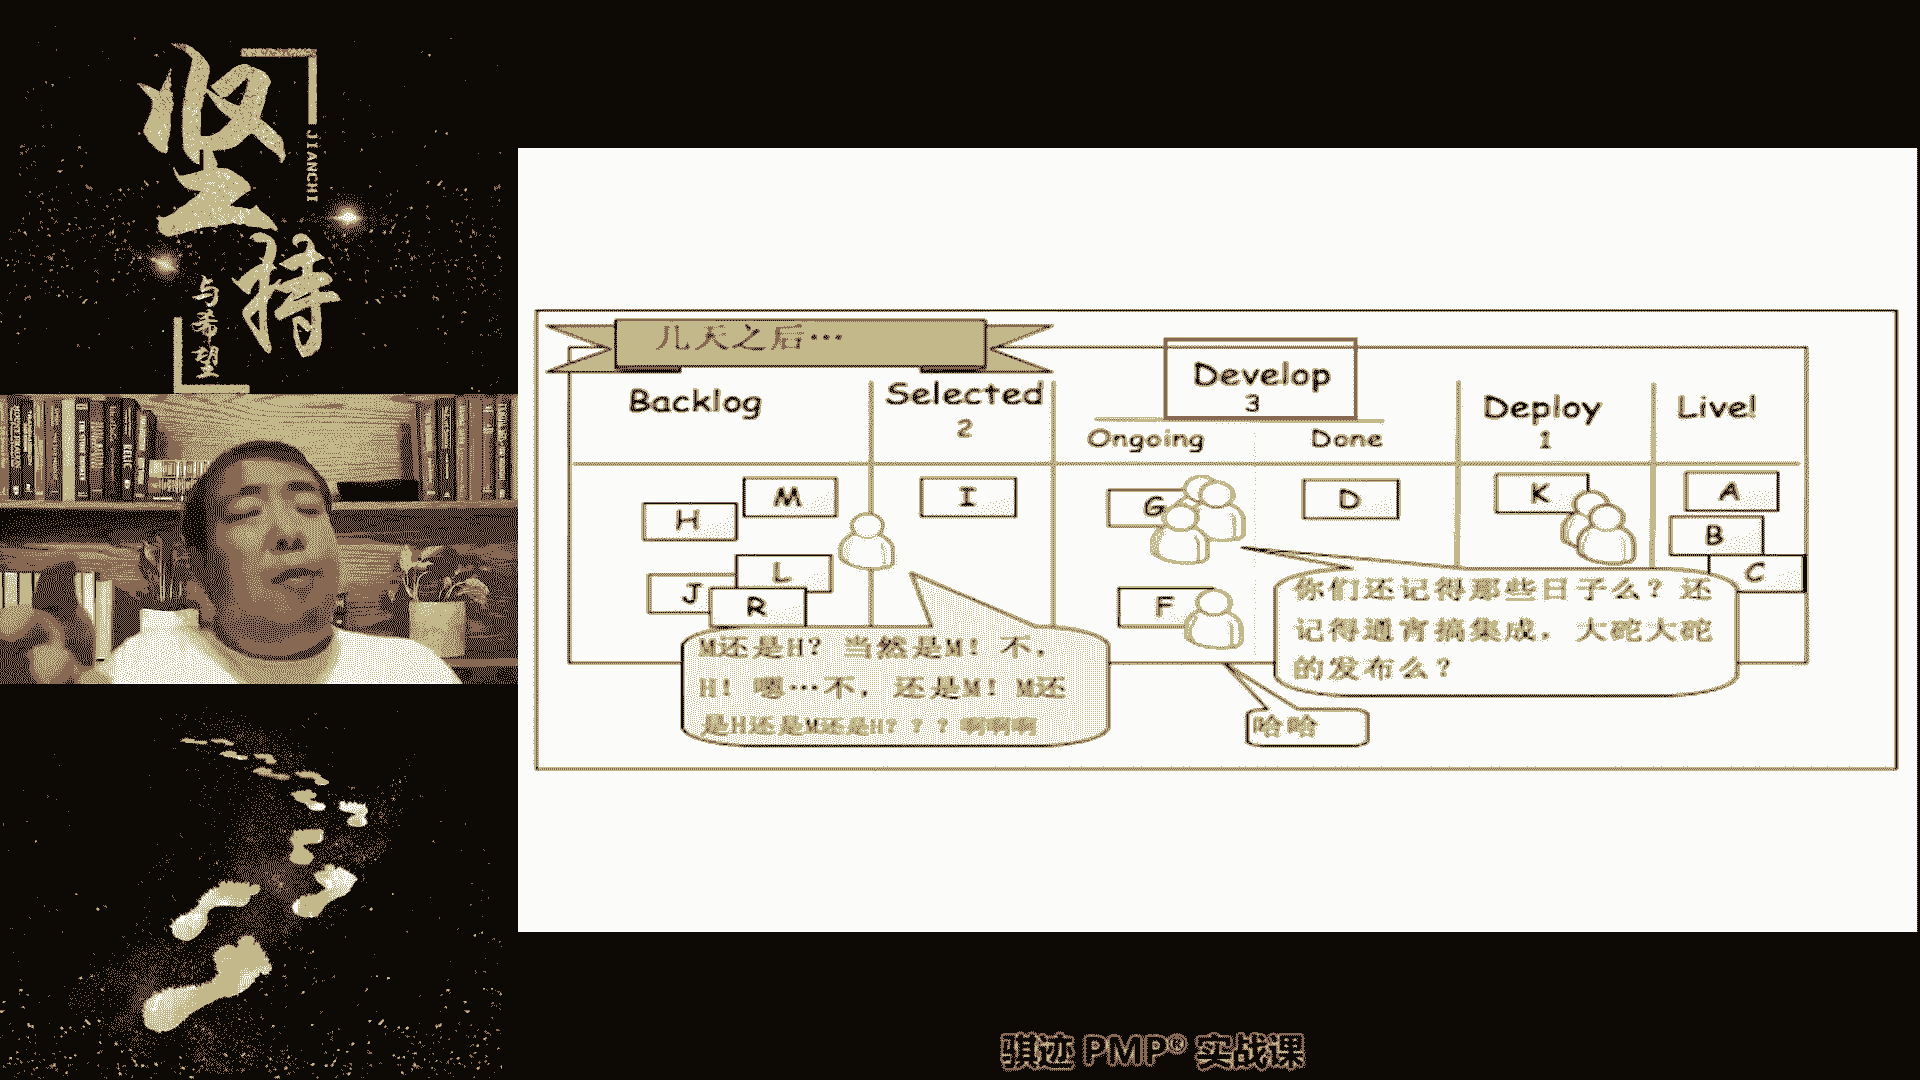 坚持
JIANCHI
与希望
几天之后…
Backlog
Selected
2
Develop
3
Ongoing
Done
Deploy
1
Live!
H
M
J
L
R
I
G
F
D
K
A
B
C
M还是H？当然是M！不，
H！嗯…不，还是M！M还
是H还是M还是H？？？啊啊啊
你们还记得那些日子么？还
记得通宵搞集成，大砣大砣
的发布么？
哈哈
骐迹 PMP® 实战课